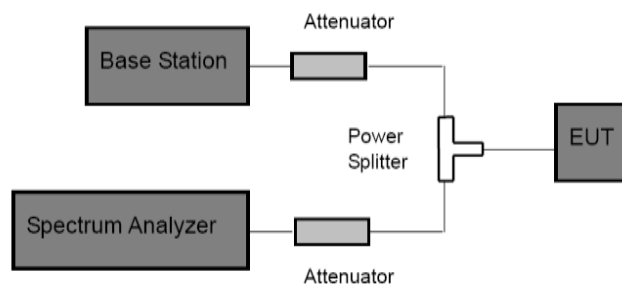 Attenuator
Base Station
Power
Splitter
EUT
Spectrum Analyzer
Attenuator